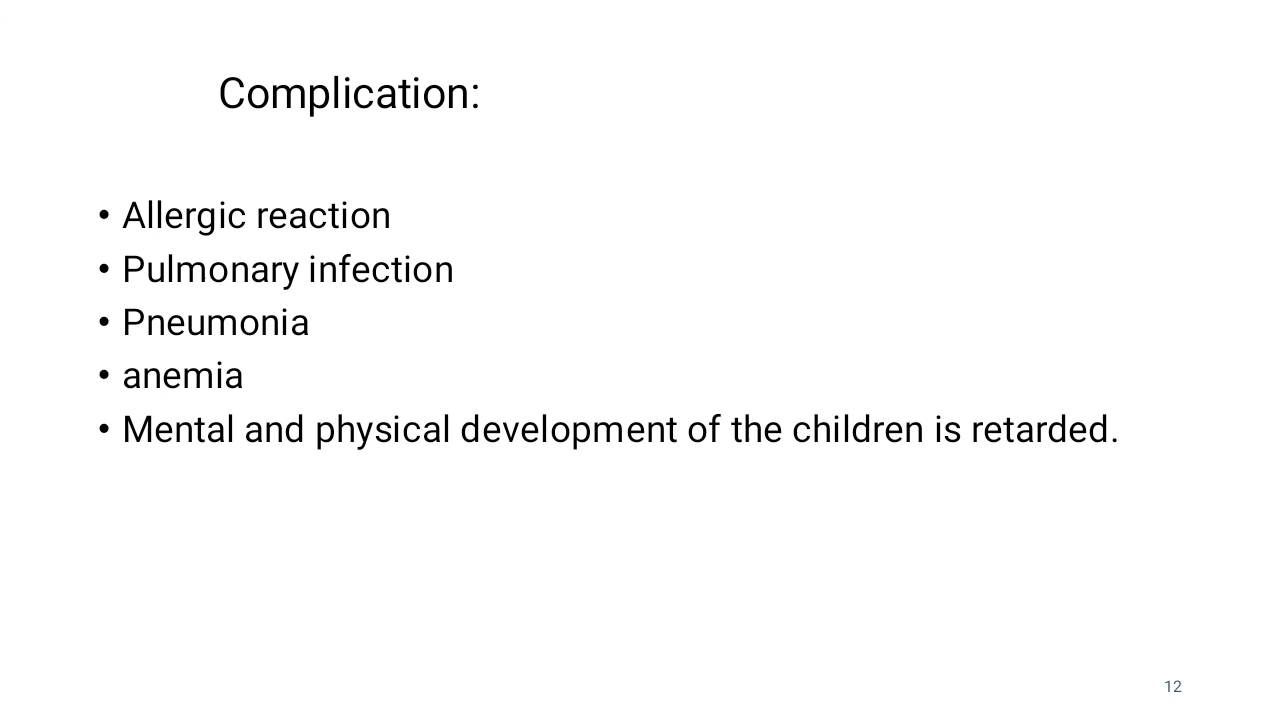 Complication:
• Allergic reaction
• Pulmonary infection
• Pneumonia
• anemia
• Mental and physical development of the children is retarded.
12